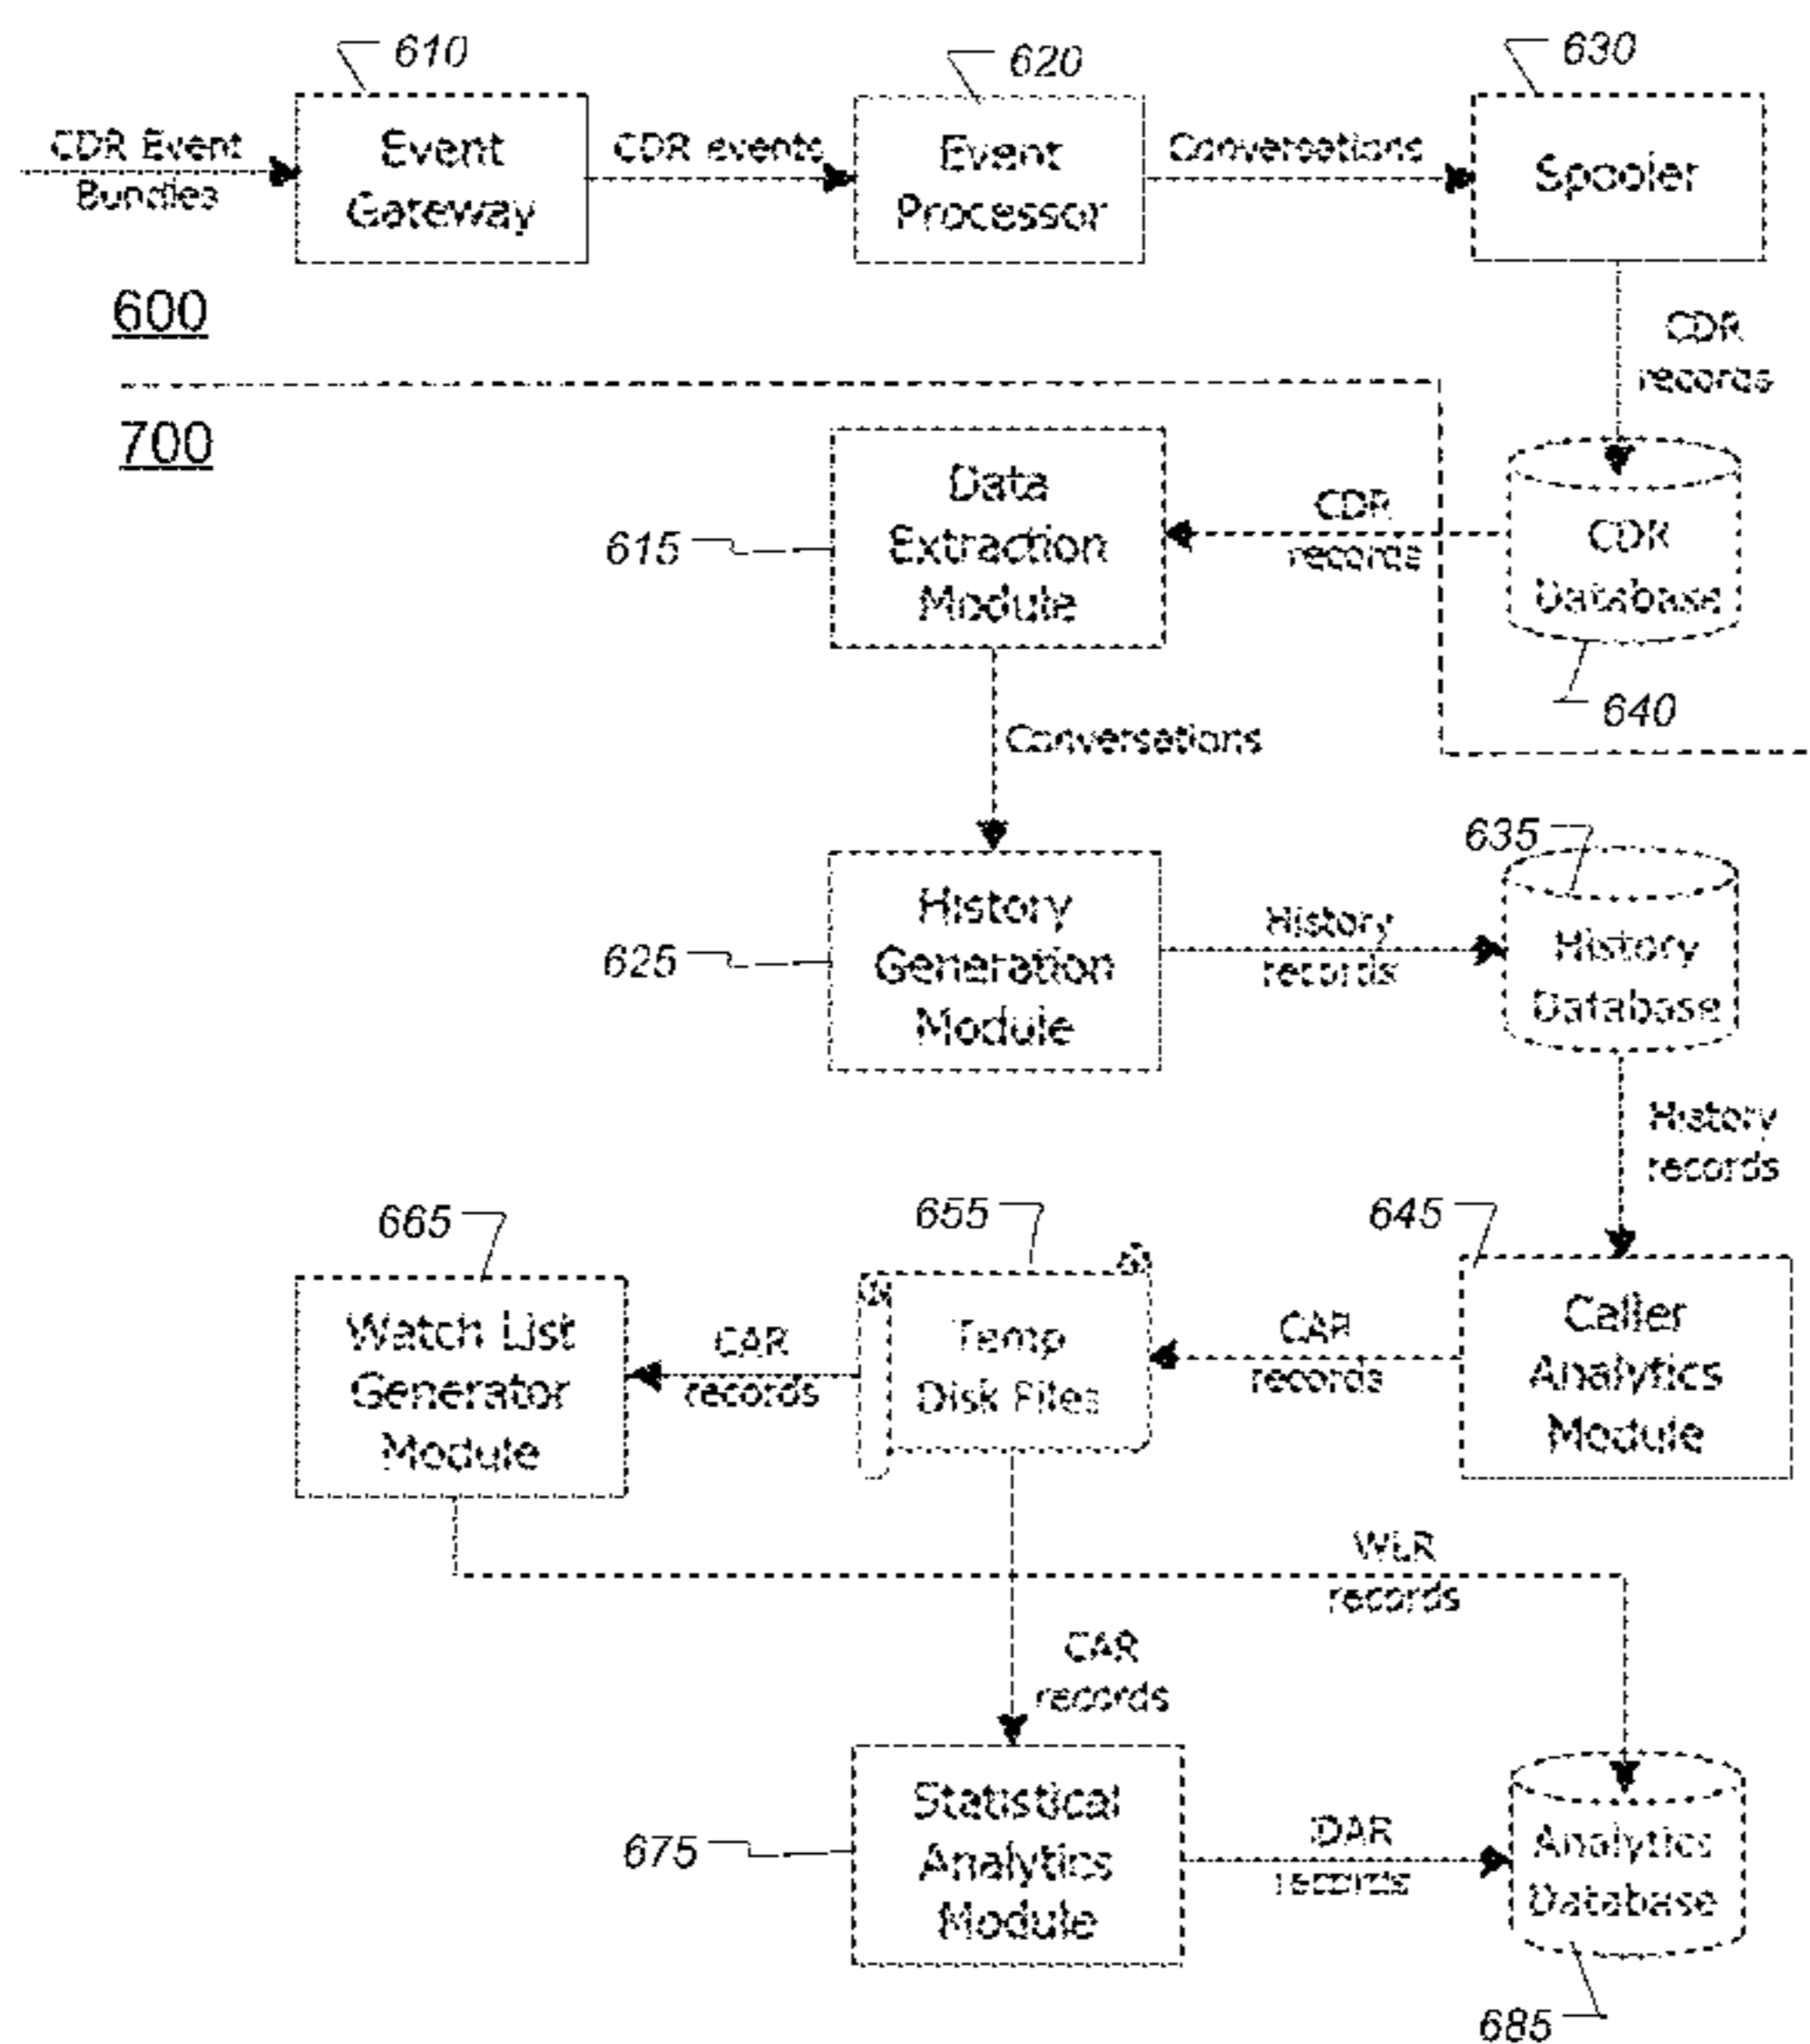 610
620
630
CDR Event
Bundles
Event
Gateway
CDR events
Event
Processor
Conversations
Spooler
600
CDR
records
700
Data
Extraction
Module
615
CDR
records
CDR
Database
640
Conversations
635
History
Generation
Module
625
History
records
History
Database
History
records
665
655
645
Watch List
Generator
Module
CAR
records
Temp
Disk Files
CAR
records
Caller
Analytics
Module
WLR
records
CAR
records
Statistical
Analytics
Module
675
DAR
records
Analytics
Database
685